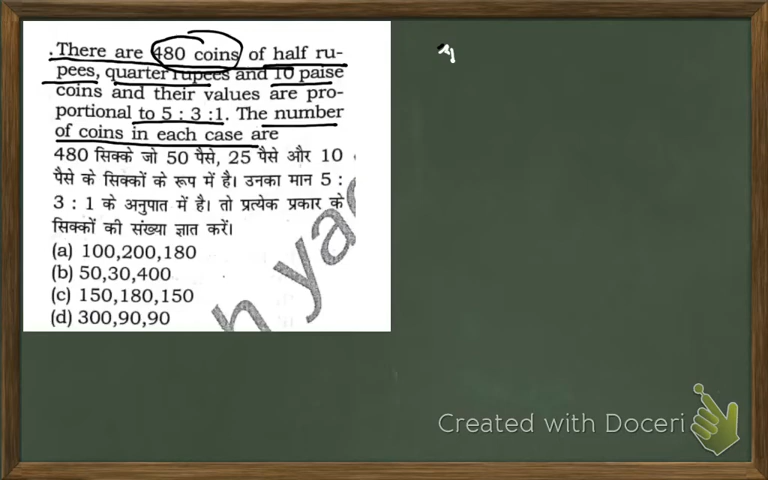 .There are 480 coins of half ru-
pees, quarter rupees and 10 paise
coins and their values are pro-
portional to 5 : 3 :1. The number
of coins in each case are
480 सिक्के जो 50 पैसे, 25 पैसे और 10
पैसे के सिक्कों के रूप में है। उनका मान 5 :
3 : 1 के अनुपात में है। तो प्रत्येक प्रकार के
सिक्कों की संख्या ज्ञात करें।
(a) 100,200,180
(b) 50,30,400
(c) 150,180,150
(d) 300,90,90
Created with Doceri